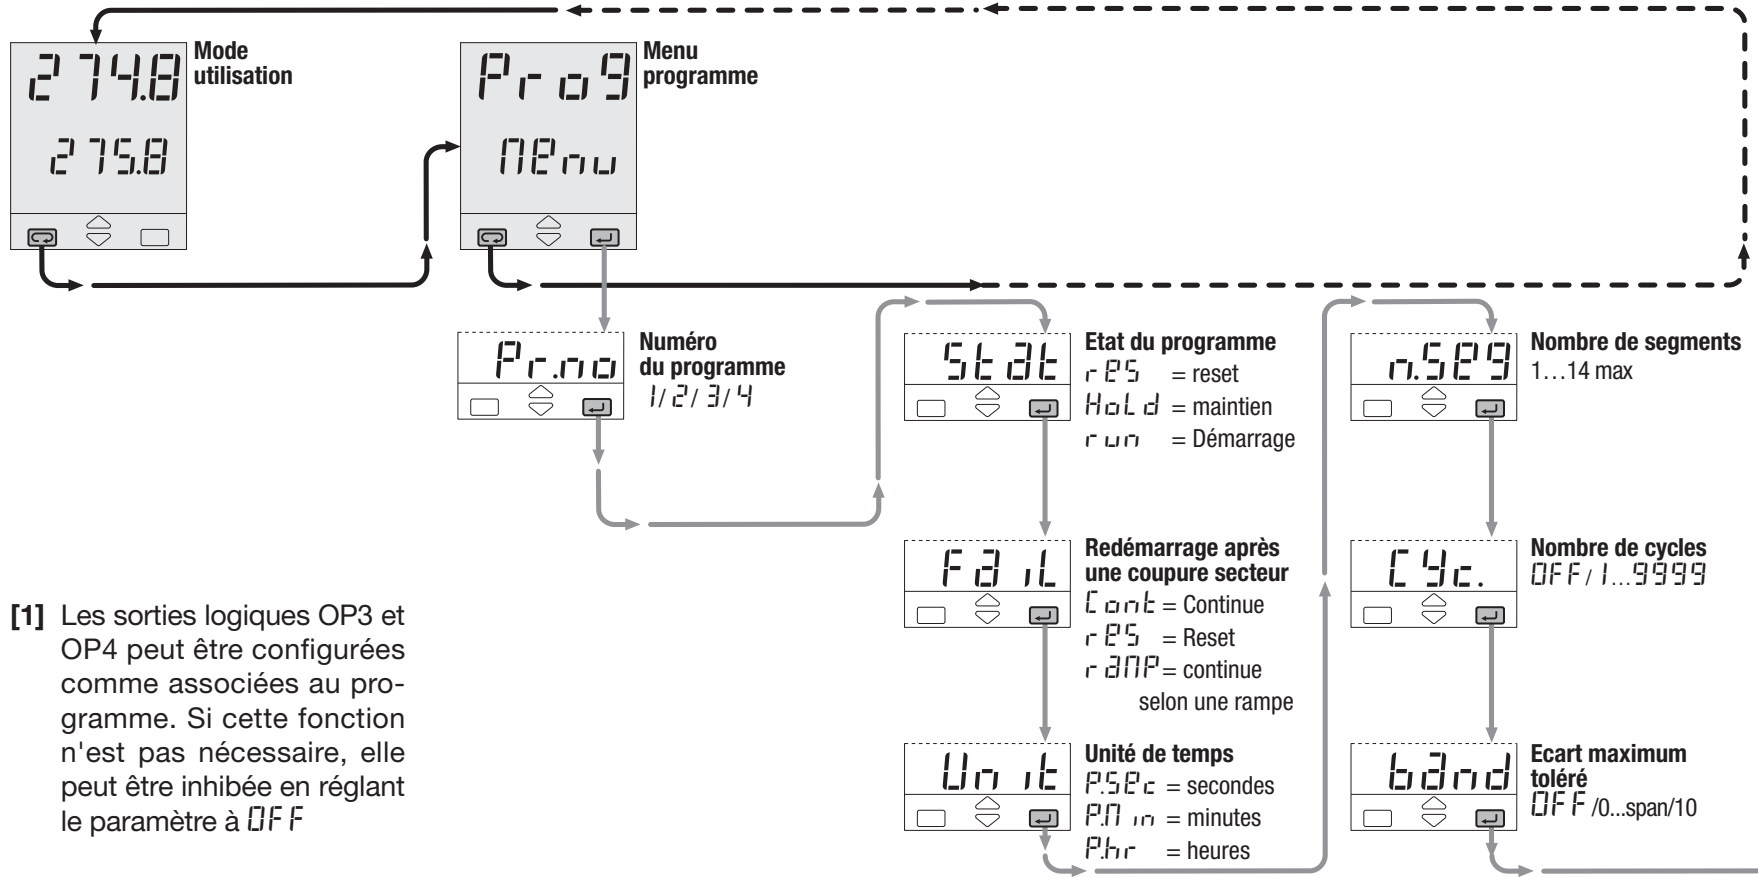 274.8
275.8
Mode
utilisation
Prog
MEnu
Menu
programme
Pr.no
Numéro
du programme
1/2/3/4
Stat
Etat du programme
rES = reset
HoLd = maintien
run = Démarrage
FaiL
Redémarrage après
une coupure secteur
Cont = Continue
rES = Reset
raMP = continue
selon une rampe
Unit
Unité de temps
P.SEc = secondes
P.Min = minutes
P.hr = heures
n.SEg
Nombre de segments
1…14 max
CYc.
Nombre de cycles
OFF/1...9999
band
Ecart maximum
toléré
OFF/0...span/10
[1] Les sorties logiques OP3 et
OP4 peut être configurées
comme associées au pro-
gramme. Si cette fonction
n'est pas nécessaire, elle
peut être inhibée en réglant
le paramètre à OFF